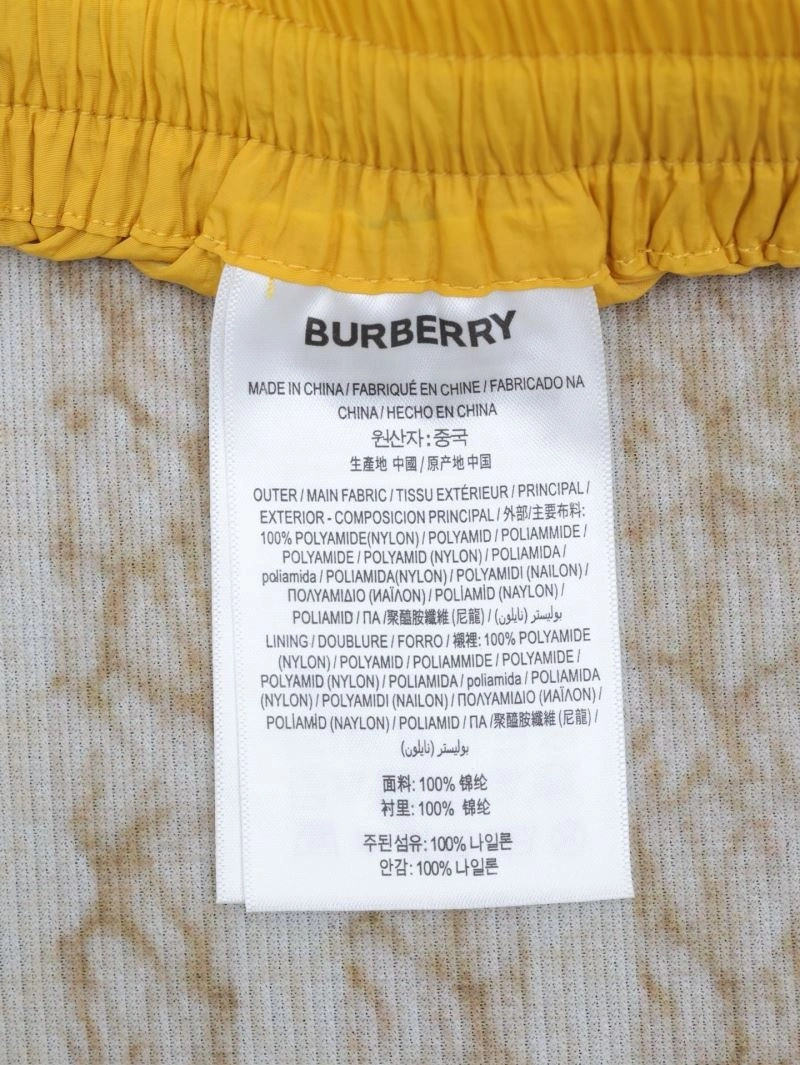 BURBERRY
MADE IN CHINA / FABRIQUÉ EN CHINE / FABRICADO NA
CHINA / HECHO EN CHINA
원산자 : 중국
生產地 中國 / 原产地 中国
OUTER / MAIN FABRIC / TISSU EXTÉRIEUR / PRINCIPAL /
EXTERIOR - COMPOSICION PRINCIPAL / 外部/主要布料:
100% POLYAMIDE(NYLON) / POLYAMID / POLIAMMIDE /
POLYAMIDE / POLYAMID (NYLON) / POLIAMIDA /
poliamida / POLIAMIDA(NYLON) / POLYAMIDI (NAILON) /
ΠΟΛΥΑΜΙΔΙΟ (ИАΪΛΟΝ) / POLİAMİD (NAYLON) /
POLIAMID / ПА /聚醯胺纖維 (尼龍) / بوليستر (نايلون) /
LINING / DOUBLURE / FORRO / 襯裡: 100% POLYAMIDE
(NYLON) / POLYAMID / POLIAMMIDE / POLYAMIDE /
POLYAMID (NYLON) / POLIAMIDA / poliamida / POLIAMIDA
(NYLON) / POLYAMIDI (NAILON) / ΠΟΛΥΑΜΙΔΙΟ (ИАΪΛΟΝ) /
POLİAMİD (NAYLON) / POLIAMID / ПА /聚醯胺纖維 (尼龍) /
بوليستر (نايلون)
面料: 100% 锦纶
衬里: 100% 锦纶
주된섬유: 100% 나일론
안감: 100% 나일론